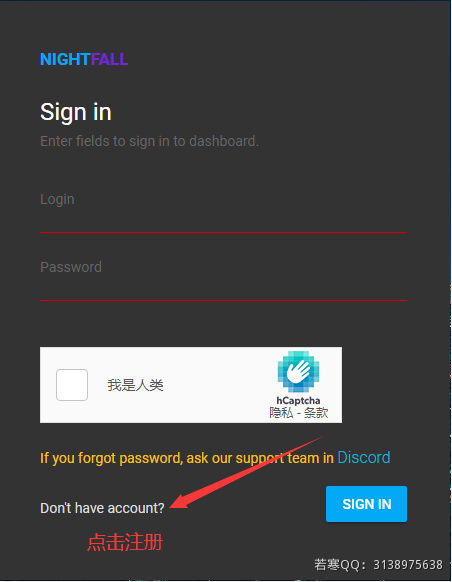 NIGHTFALL
Sign in
Enter fields to sign in to dashboard.
Login
Password
我是人类
hCaptcha
隐私 - 条款
If you forgot password, ask our support team in Discord
Don't have account?
SIGN IN
点击注册
若寒QQ：3138975638